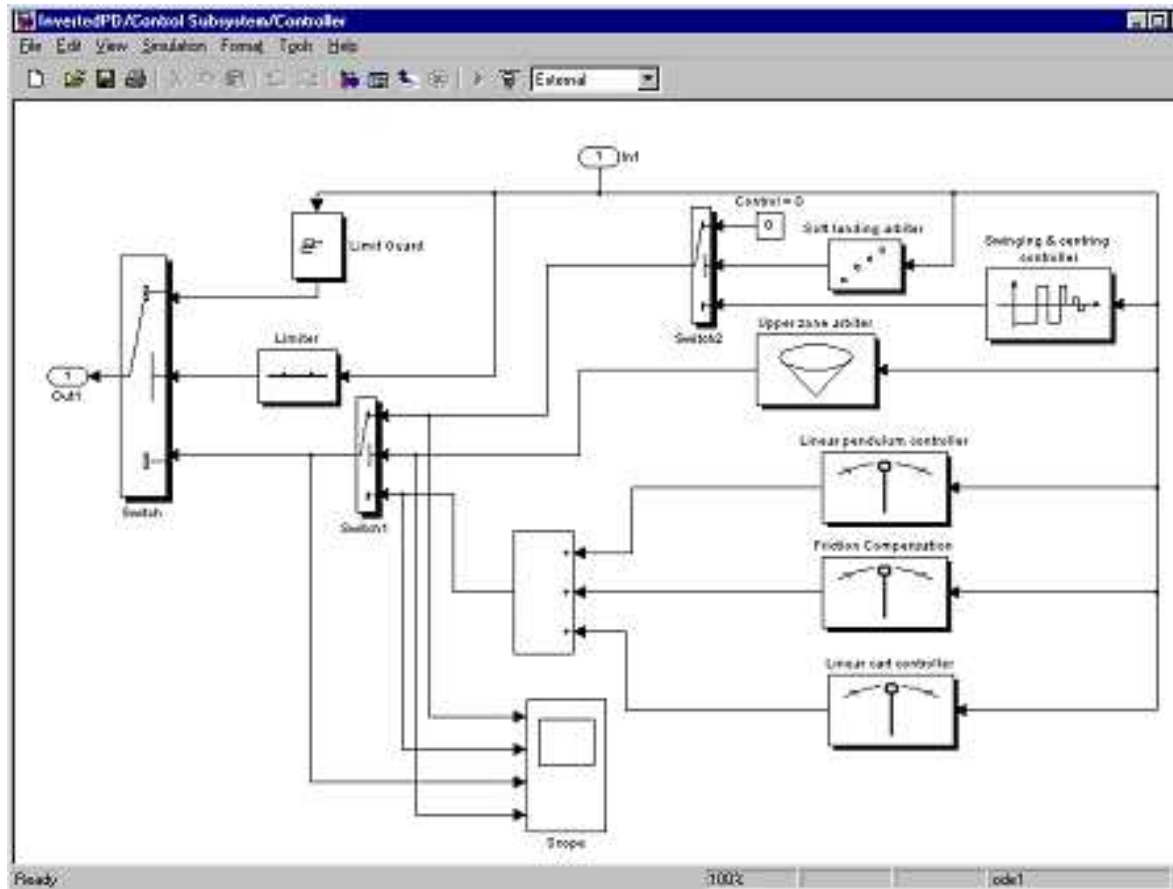 InvertedPD/Control Subsystem/Controller
File Edit View Simulation Format Tools Help
External
1 In1
Control = 0
0
Limit Guard
Soft landing arbiter
Swinging & centring
controller
Switch2
Upper zone arbiter
Limiter
1
Out1
Linear pendulum controller
Switch
Switch1
Friction Compensation
Linear cart controller
Scope
Ready 100% ode1